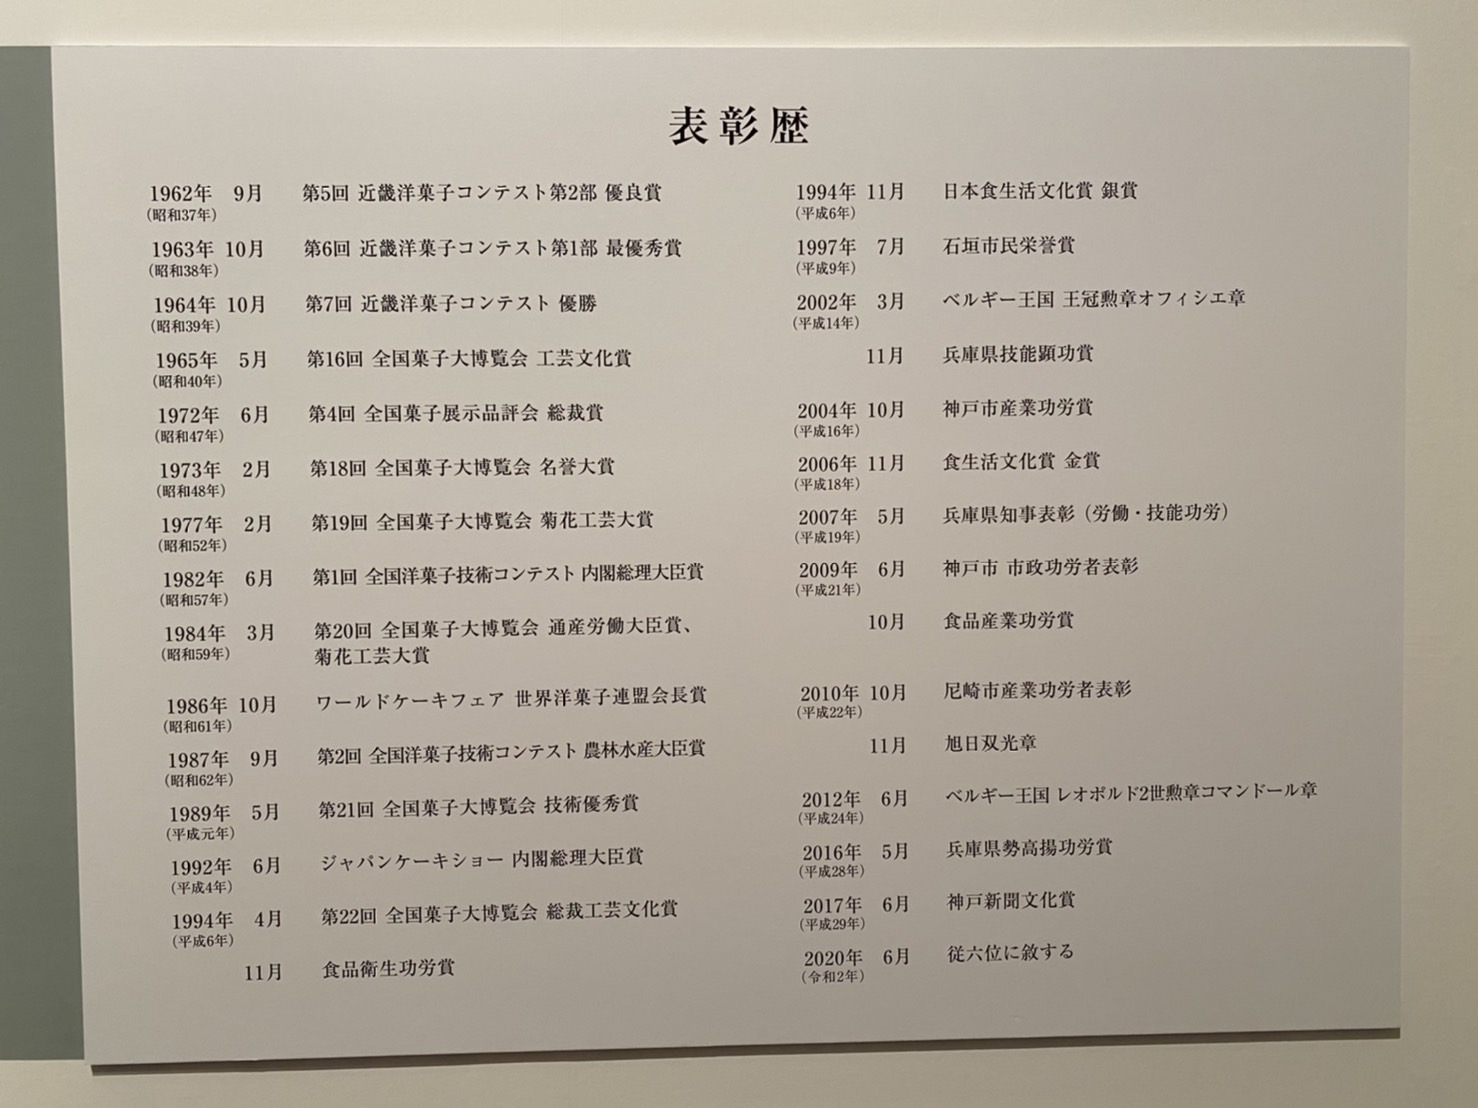 表彰歴
1962年 9月 第5回 近畿洋菓子コンテスト第2部 優良賞
(昭和37年)
1963年 10月 第6回 近畿洋菓子コンテスト第1部 最優秀賞
(昭和38年)
1964年 10月 第7回 近畿洋菓子コンテスト 優勝
(昭和39年)
1965年 5月 第16回 全国菓子大博覧会 工芸文化賞
(昭和40年)
1972年 6月 第4回 全国菓子展示品評会 総裁賞
(昭和47年)
1973年 2月 第18回 全国菓子大博覧会 名誉大賞
(昭和48年)
1977年 2月 第19回 全国菓子大博覧会 菊花工芸大賞
(昭和52年)
1982年 6月 第1回 全国洋菓子技術コンテスト 内閣総理大臣賞
(昭和57年)
1984年 3月 第20回 全国菓子大博覧会 通産労働大臣賞、
(昭和59年) 菊花工芸大賞
1986年 10月 ワールドケーキフェア 世界洋菓子連盟会長賞
(昭和61年)
1987年 9月 第2回 全国洋菓子技術コンテスト 農林水産大臣賞
(昭和62年)
1989年 5月 第21回 全国菓子大博覧会 技術優秀賞
(平成元年)
1992年 6月 ジャパンケーキショー 内閣総理大臣賞
(平成4年)
1994年 4月 第22回 全国菓子大博覧会 総裁工芸文化賞
(平成6年)
11月 食品衛生功労賞
1994年 11月 日本食生活文化賞 銀賞
(平成6年)
1997年 7月 石垣市民栄誉賞
(平成9年)
2002年 3月 ベルギー王国 王冠勲章オフィシエ章
(平成14年)
11月 兵庫県技能顕功賞
2004年 10月 神戸市産業功労賞
(平成16年)
2006年 11月 食生活文化賞 金賞
(平成18年)
2007年 5月 兵庫県知事表彰（労働・技能功労）
(平成19年)
2009年 6月 神戸市 市政功労者表彰
(平成21年)
10月 食品産業功労賞
2010年 10月 尼崎市産業功労者表彰
(平成22年)
11月 旭日双光章
2012年 6月 ベルギー王国 レオポルド2世勲章コマンドール章
(平成24年)
2016年 5月 兵庫県勢高揚功労賞
(平成28年)
2017年 6月 神戸新聞文化賞
(平成29年)
2020年 6月 従六位に敘する
(令和2年)